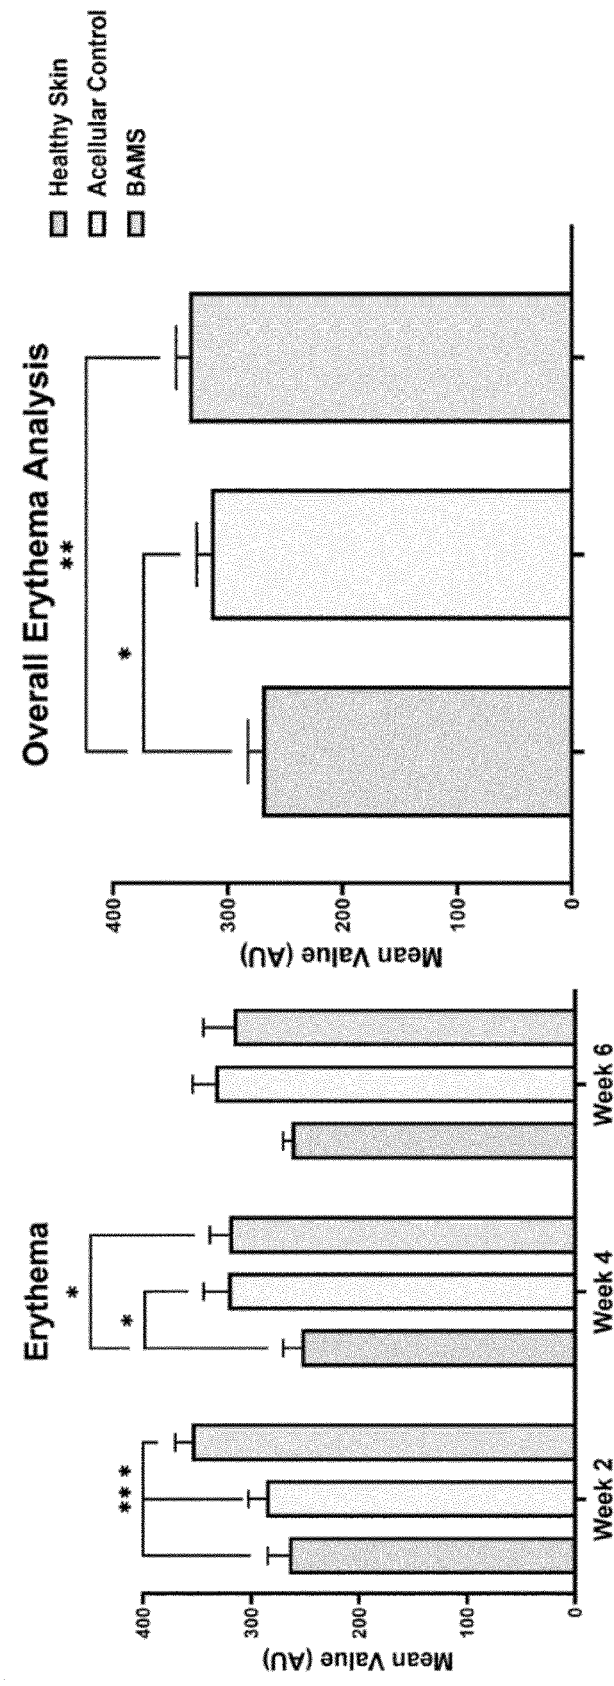 Erythema
Mean Value (AU)
400
300
200
100
0
** *
*
*
Week 2
Week 4
Week 6
Overall Erythema Analysis
Mean Value (AU)
400
300
200
100
0
**
*
Healthy Skin
Acellular Control
BAMS